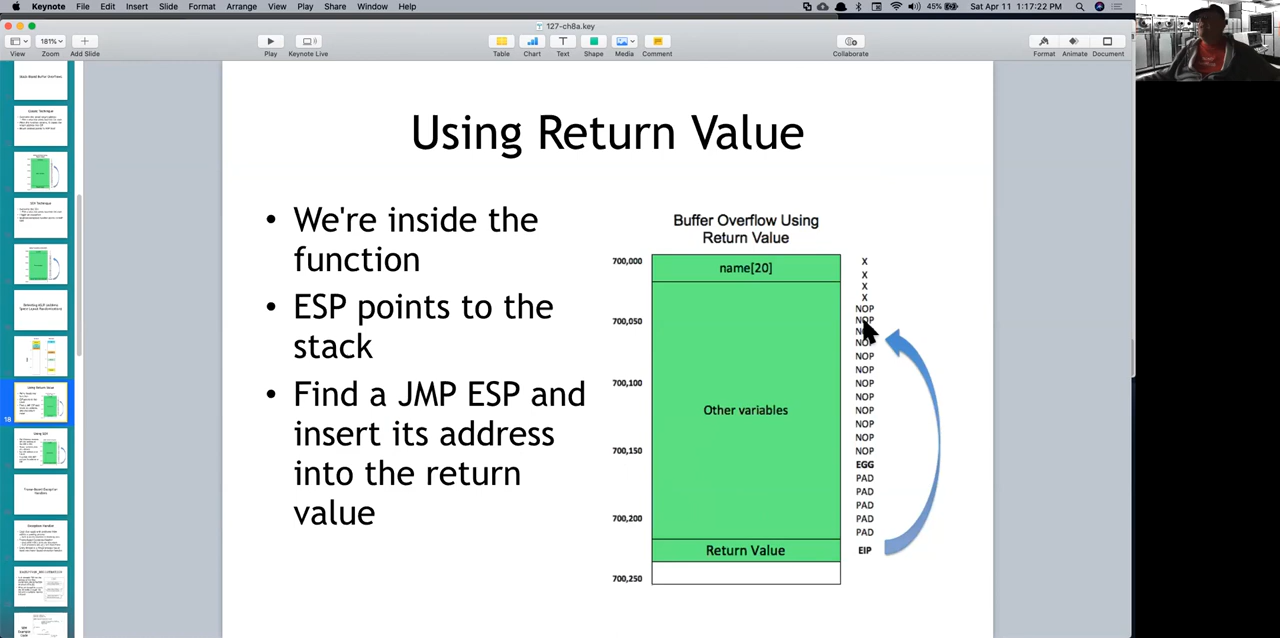 Keynote File Edit Insert Slide Format Arrange View Play Share Window Help 45% Sat Apr 11 1:17:22 PM
127-ch8a.key
181%
View Zoom Add Slide Play Keynote Live Table Chart Text Shape Media Comment Collaborate Format Animate Document
18
Using Return Value
• We're inside the
function
• ESP points to the
stack
• Find a JMP ESP and
insert its address
into the return
value
Buffer Overflow Using
Return Value
700,000
700,050
700,100
700,150
700,200
700,250
name[20]
Other variables
Return Value
X
X
X
X
NOP
NOP
NOP
NOP
NOP
NOP
NOP
NOP
NOP
NOP
NOP
NOP
EGG
PAD
PAD
PAD
PAD
PAD
EIP